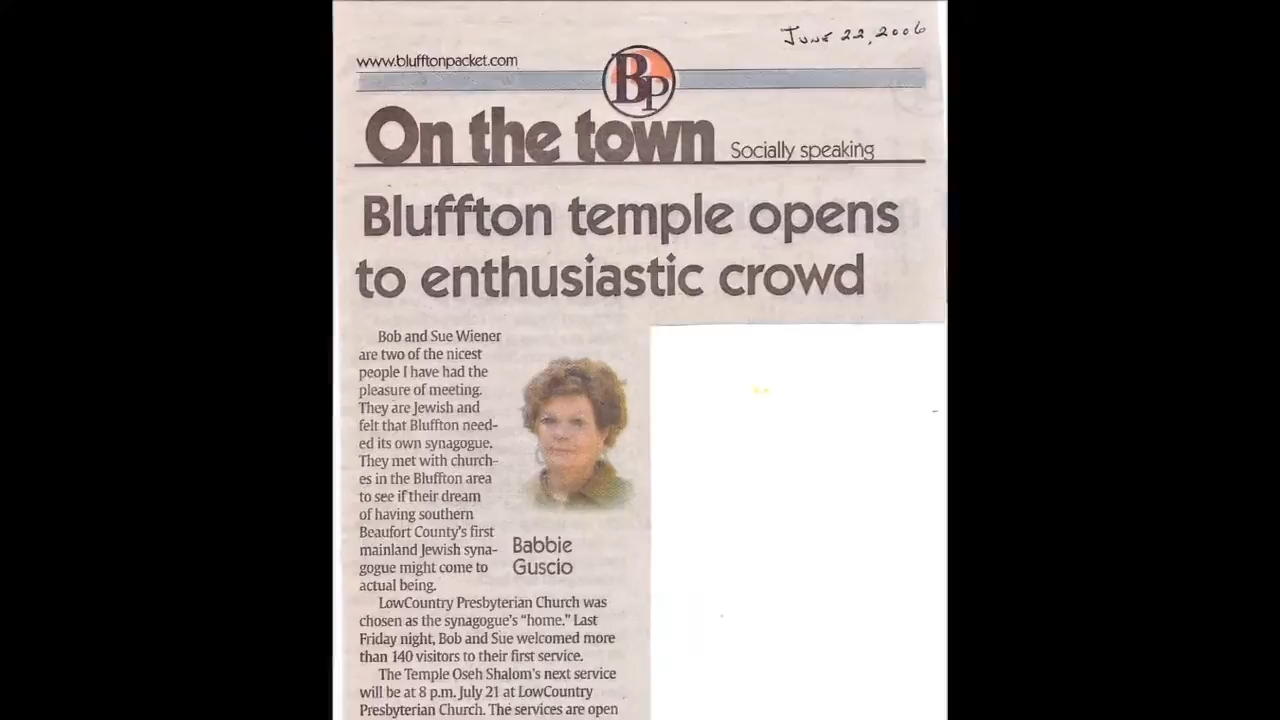 June 22, 2006
www.blufftonpacket.com
BP
On the town Socially speaking
Bluffton temple opens
to enthusiastic crowd
Bob and Sue Wiener
are two of the nicest
people I have had the
pleasure of meeting.
They are Jewish and
felt that Bluffton need-
ed its own synagogue.
They met with church-
es in the Bluffton area
to see if their dream
of having southern
Beaufort County's first
mainland Jewish syna-
gogue might come to
actual being.
Babbie
Guscio
LowCountry Presbyterian Church was
chosen as the synagogue's “home.” Last
Friday night, Bob and Sue welcomed more
than 140 visitors to their first service.
The Temple Oseh Shalom's next service
will be at 8 p.m. July 21 at LowCountry
Presbyterian Church. The services are open